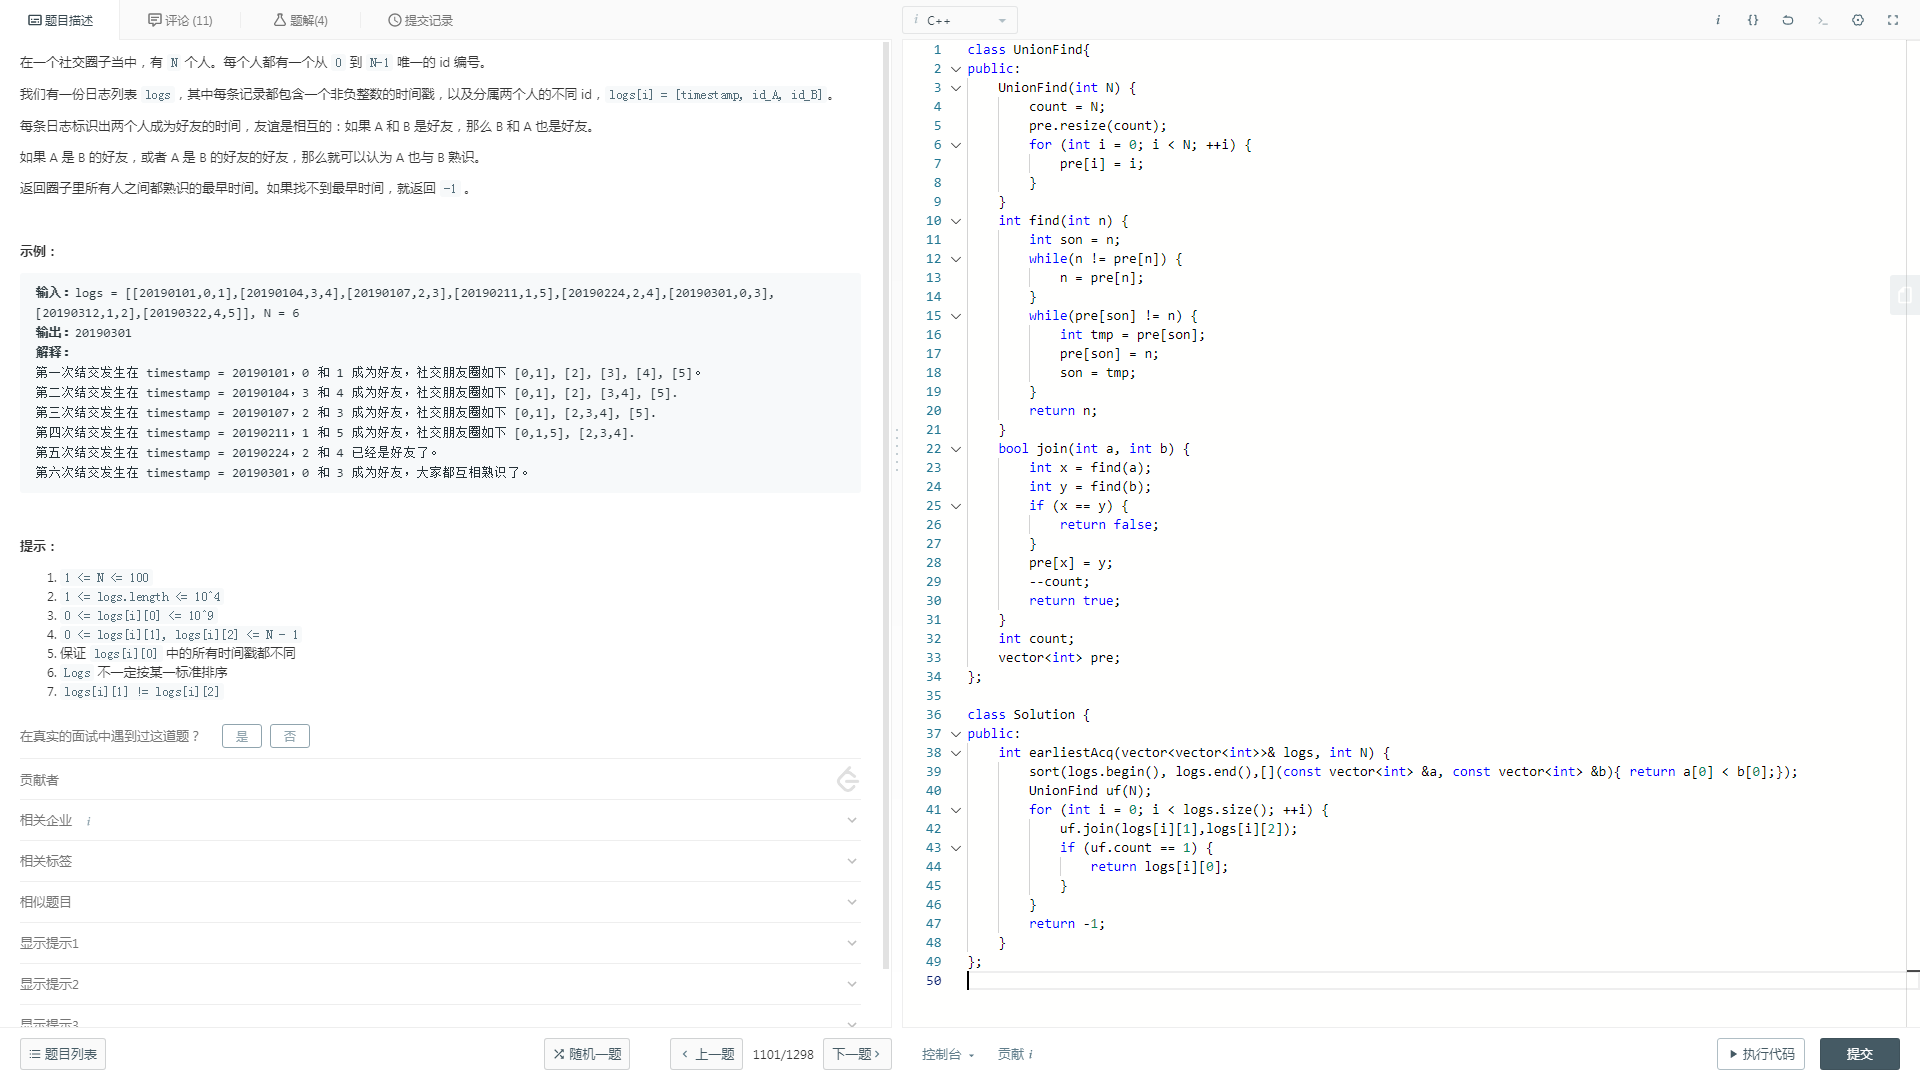 题目描述
评论 (11)
题解(4)
提交记录
在一个社交圈子当中，有 N 个人。每个人都有一个从 0 到 N-1 唯一的 id 编号。
我们有一份日志列表 logs，其中每条记录都包含一个非负整数的时间戳，以及分属两个人的不同 id，logs[i] = [timestamp, id_A, id_B]。
每条日志标识出两个人成为好友的时间，友谊是相互的：如果 A 和 B 是好友，那么 B 和 A 也是好友。
如果 A 是 B 的好友，或者 A 是 B 的好友的好友，那么就可以认为 A 也与 B 熟识。
返回圈子里所有人之间都熟识的最早时间。如果找不到最早时间，就返回 -1 。
示例：
输入：logs = [[20190101,0,1],[20190104,3,4],[20190107,2,3],[20190211,1,5],[20190224,2,4],[20190301,0,3],
[20190312,1,2],[20190322,4,5]], N = 6
输出：20190301
解释：
第一次结交发生在 timestamp = 20190101，0 和 1 成为好友，社交朋友圈如下 [0,1], [2], [3], [4], [5]。
第二次结交发生在 timestamp = 20190104，3 和 4 成为好友，社交朋友圈如下 [0,1], [2], [3,4], [5].
第三次结交发生在 timestamp = 20190107，2 和 3 成为好友，社交朋友圈如下 [0,1], [2,3,4], [5].
第四次结交发生在 timestamp = 20190211，1 和 5 成为好友，社交朋友圈如下 [0,1,5], [2,3,4].
第五次结交发生在 timestamp = 20190224，2 和 4 已经是好友了。
第六次结交发生在 timestamp = 20190301，0 和 3 成为好友，大家都互相熟识了。
提示：
1. 1 <= N <= 100
2. 1 <= logs.length <= 10^4
3. 0 <= logs[i][0] <= 10^9
4. 0 <= logs[i][1], logs[i][2] <= N - 1
5. 保证 logs[i][0] 中的所有时间戳都不同
6. Logs 不一定按某一标准排序
7. logs[i][1] != logs[i][2]
在真实的面试中遇到过这道题？ 是 否
贡献者
相关企业 i
相关标签
相似题目
显示提示1
显示提示2
显示提示3
题目列表
随机一题
上一题
1101/1298
下一题
i C++
i {} >_
1 class UnionFind{
2 public:
3 UnionFind(int N) {
4 count = N;
5 pre.resize(count);
6 for (int i = 0; i < N; ++i) {
7 pre[i] = i;
8 }
9 }
10 int find(int n) {
11 int son = n;
12 while(n != pre[n]) {
13 n = pre[n];
14 }
15 while(pre[son] != n) {
16 int tmp = pre[son];
17 pre[son] = n;
18 son = tmp;
19 }
20 return n;
21 }
22 bool join(int a, int b) {
23 int x = find(a);
24 int y = find(b);
25 if (x == y) {
26 return false;
27 }
28 pre[x] = y;
29 --count;
30 return true;
31 }
32 int count;
33 vector<int> pre;
34 };
35
36 class Solution {
37 public:
38 int earliestAcq(vector<vector<int>>& logs, int N) {
39 sort(logs.begin(), logs.end(),[](const vector<int> &a, const vector<int> &b){ return a[0] < b[0];});
40 UnionFind uf(N);
41 for (int i = 0; i < logs.size(); ++i) {
42 uf.join(logs[i][1],logs[i][2]);
43 if (uf.count == 1) {
44 return logs[i][0];
45 }
46 }
47 return -1;
48 }
49 };
50
控制台
贡献 i
执行代码
提交